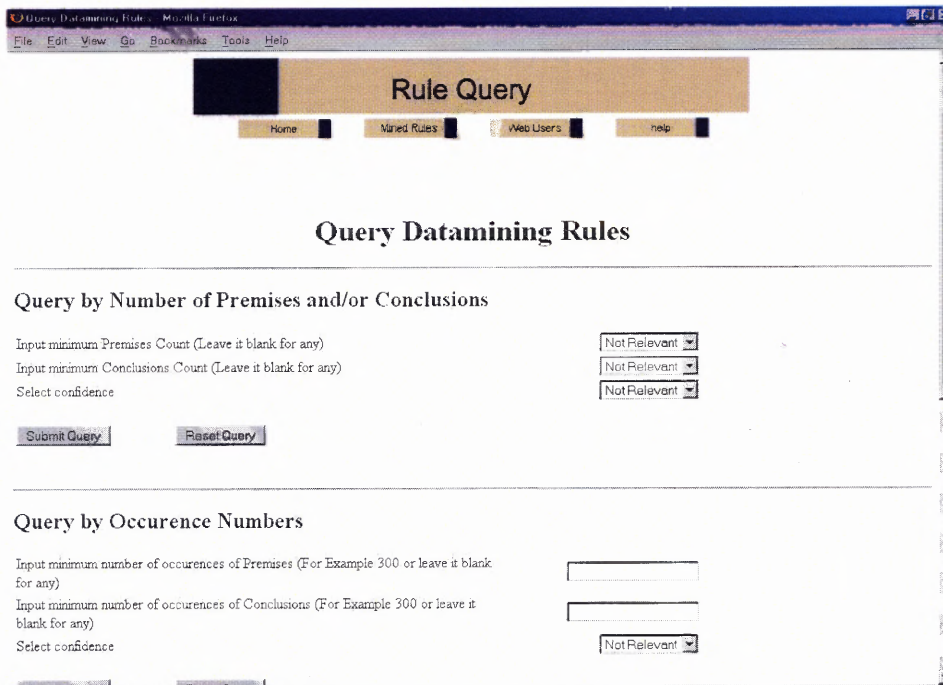 Query Datamining Rules - Mozilla Firefox
File Edit View Go Bookmarks Tools Help
Rule Query
Home Mined Rules Web Users help
Query Datamining Rules
Query by Number of Premises and/or Conclusions
Input minimum Premises Count (Leave it blank for any) Not Relevant
Input minimum Conclusions Count (Leave it blank for any) Not Relevant
Select confidence Not Relevant
Submit Query Reset Query
Query by Occurence Numbers
Input minimum number of occurences of Premises (For Example 300 or leave it blank
for any)
Input minimum number of occurences of Conclusions (For Example 300 or leave it
blank for any)
Select confidence Not Relevant